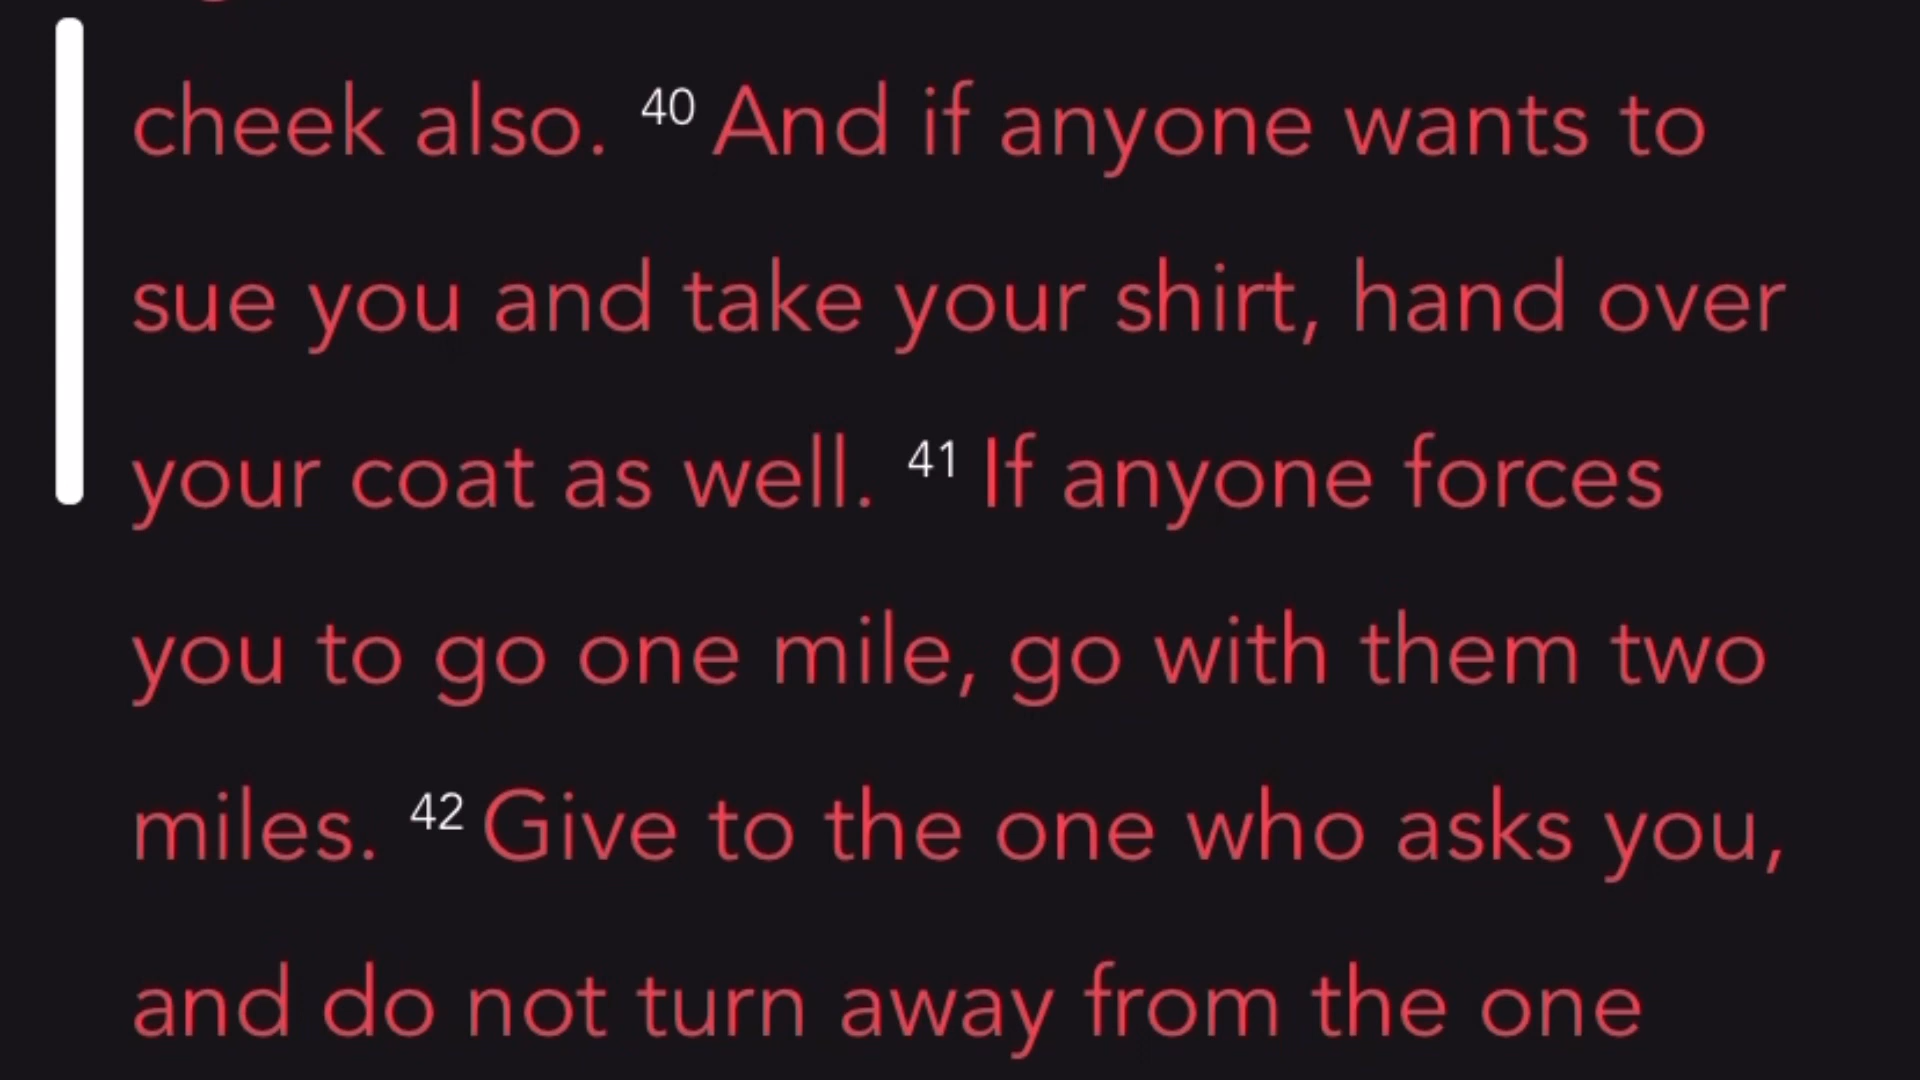 cheek also. 40 And if anyone wants to
sue you and take your shirt, hand over
your coat as well. 41 If anyone forces
you to go one mile, go with them two
miles. 42 Give to the one who asks you,
and do not turn away from the one